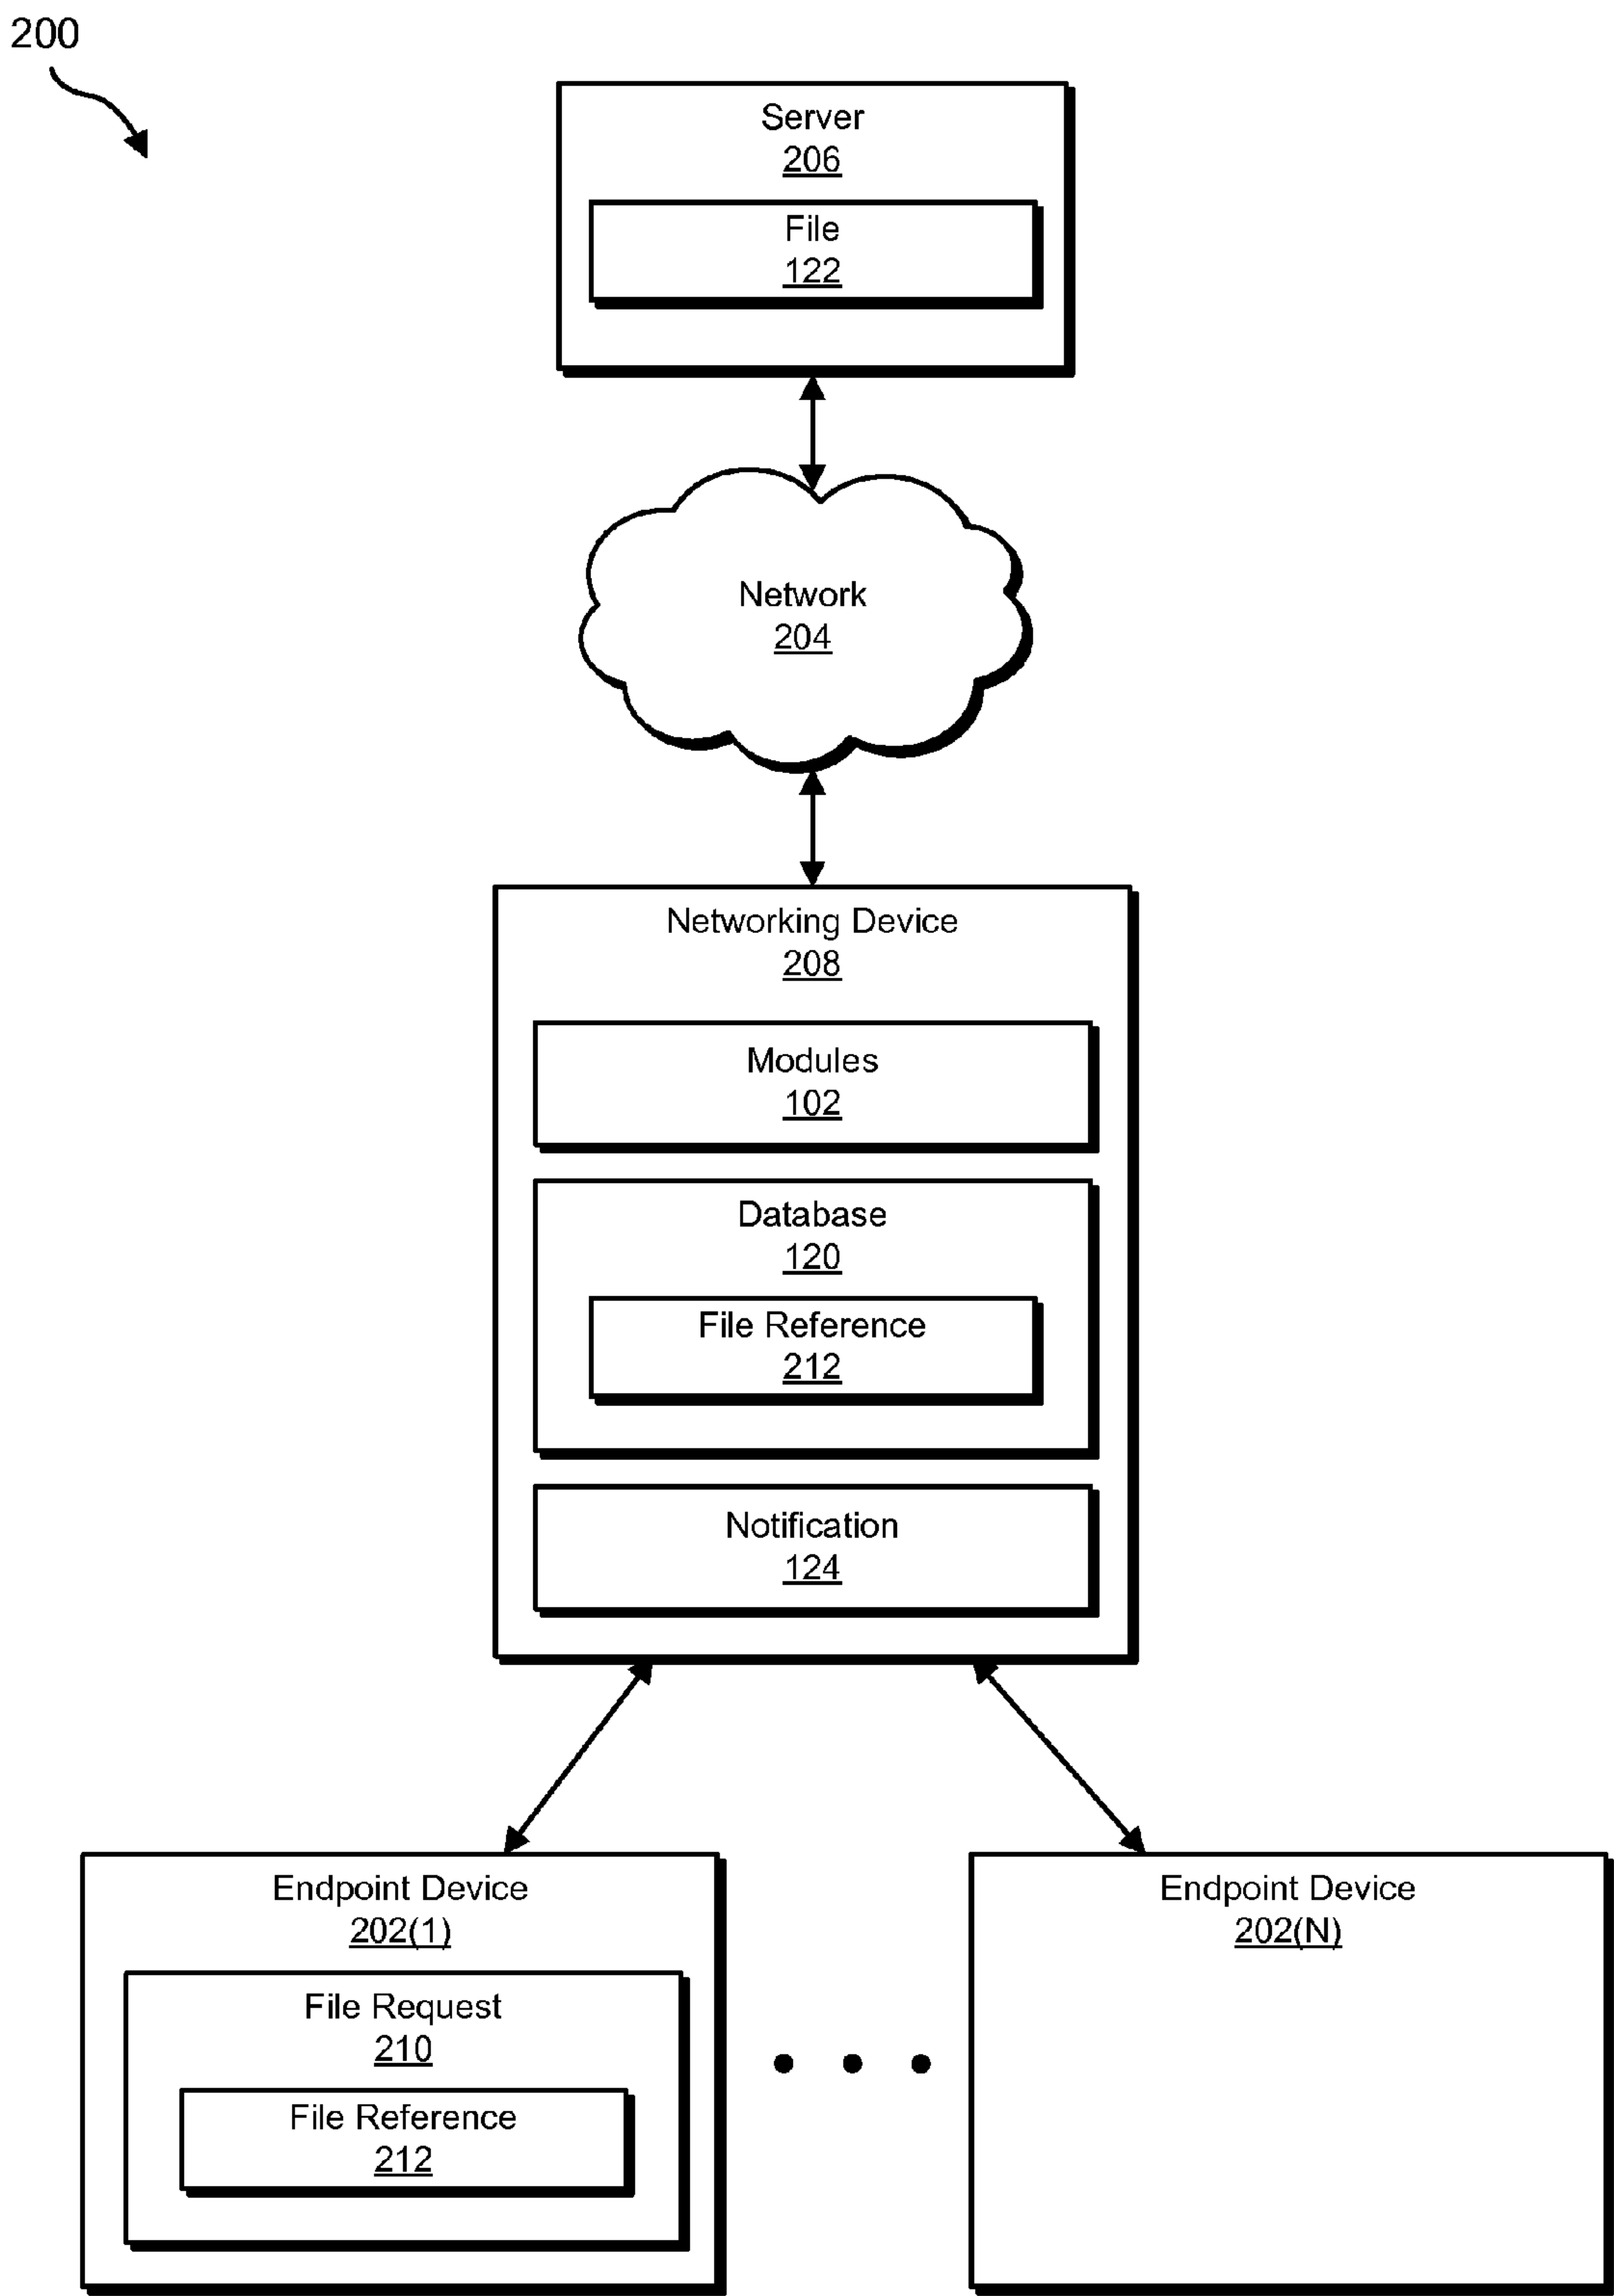 200
Server
206
File
122
Network
204
Networking Device
208
Modules
102
Database
120
File Reference
212
Notification
124
Endpoint Device
202(1)
File Request
210
File Reference
212
Endpoint Device
202(N)